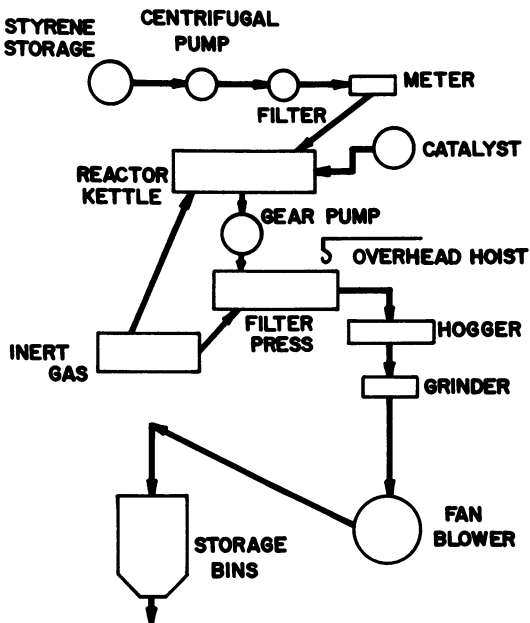 STYRENE
STORAGE
CENTRIFUGAL
PUMP
FILTER
METER
CATALYST
REACTOR
KETTLE
GEAR PUMP
OVERHEAD HOIST
FILTER
PRESS
INERT
GAS
HOGGER
GRINDER
FAN
BLOWER
STORAGE
BINS